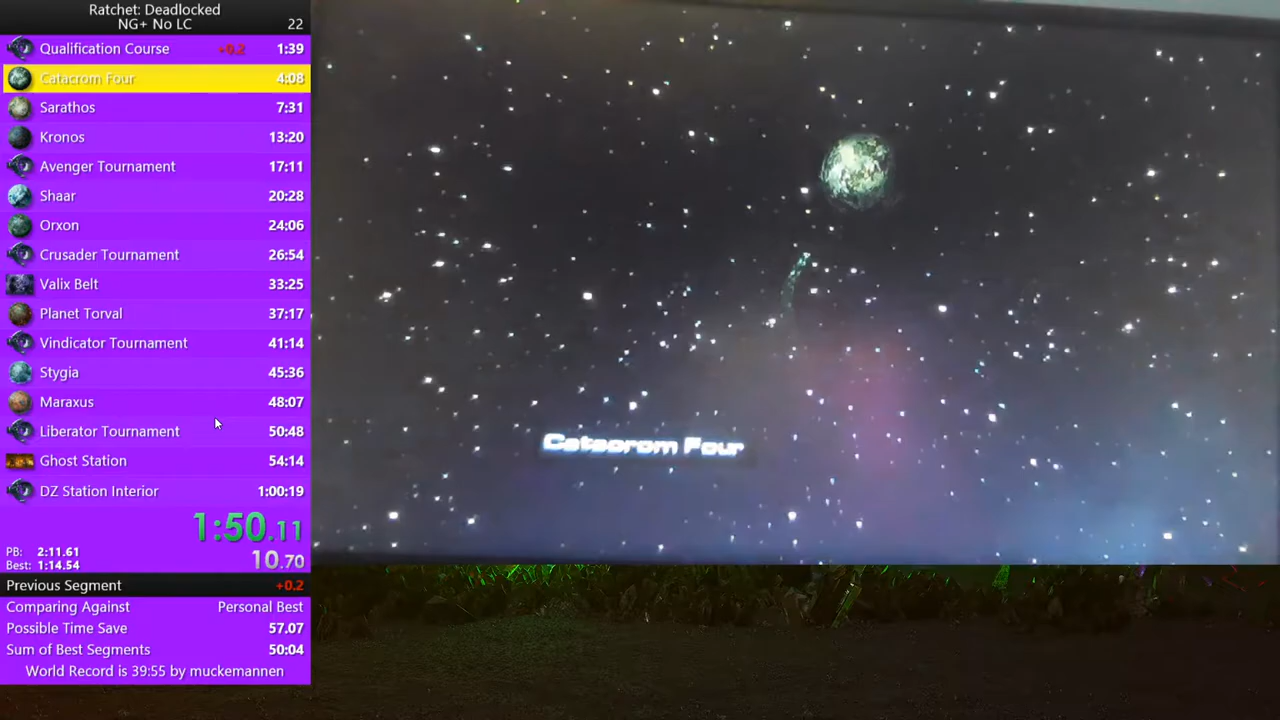 Ratchet: Deadlocked
NG+ No LC 22
Qualification Course +0.2 1:39
Catacrom Four 4:08
Sarathos 7:31
Kronos 13:20
Avenger Tournament 17:11
Shaar 20:28
Orxon 24:06
Crusader Tournament 26:54
Valix Belt 33:25
Planet Torval 37:17
Vindicator Tournament 41:14
Stygia 45:36
Maraxus 48:07
Liberator Tournament 50:48
Ghost Station 54:14
DZ Station Interior 1:00:19
1:50.11
PB: 2:11.61
Best: 1:14.54
10.70
Previous Segment +0.2
Comparing Against Personal Best
Possible Time Save 57.07
Sum of Best Segments 50:04
World Record is 39:55 by muckemannen
Catacrom Four